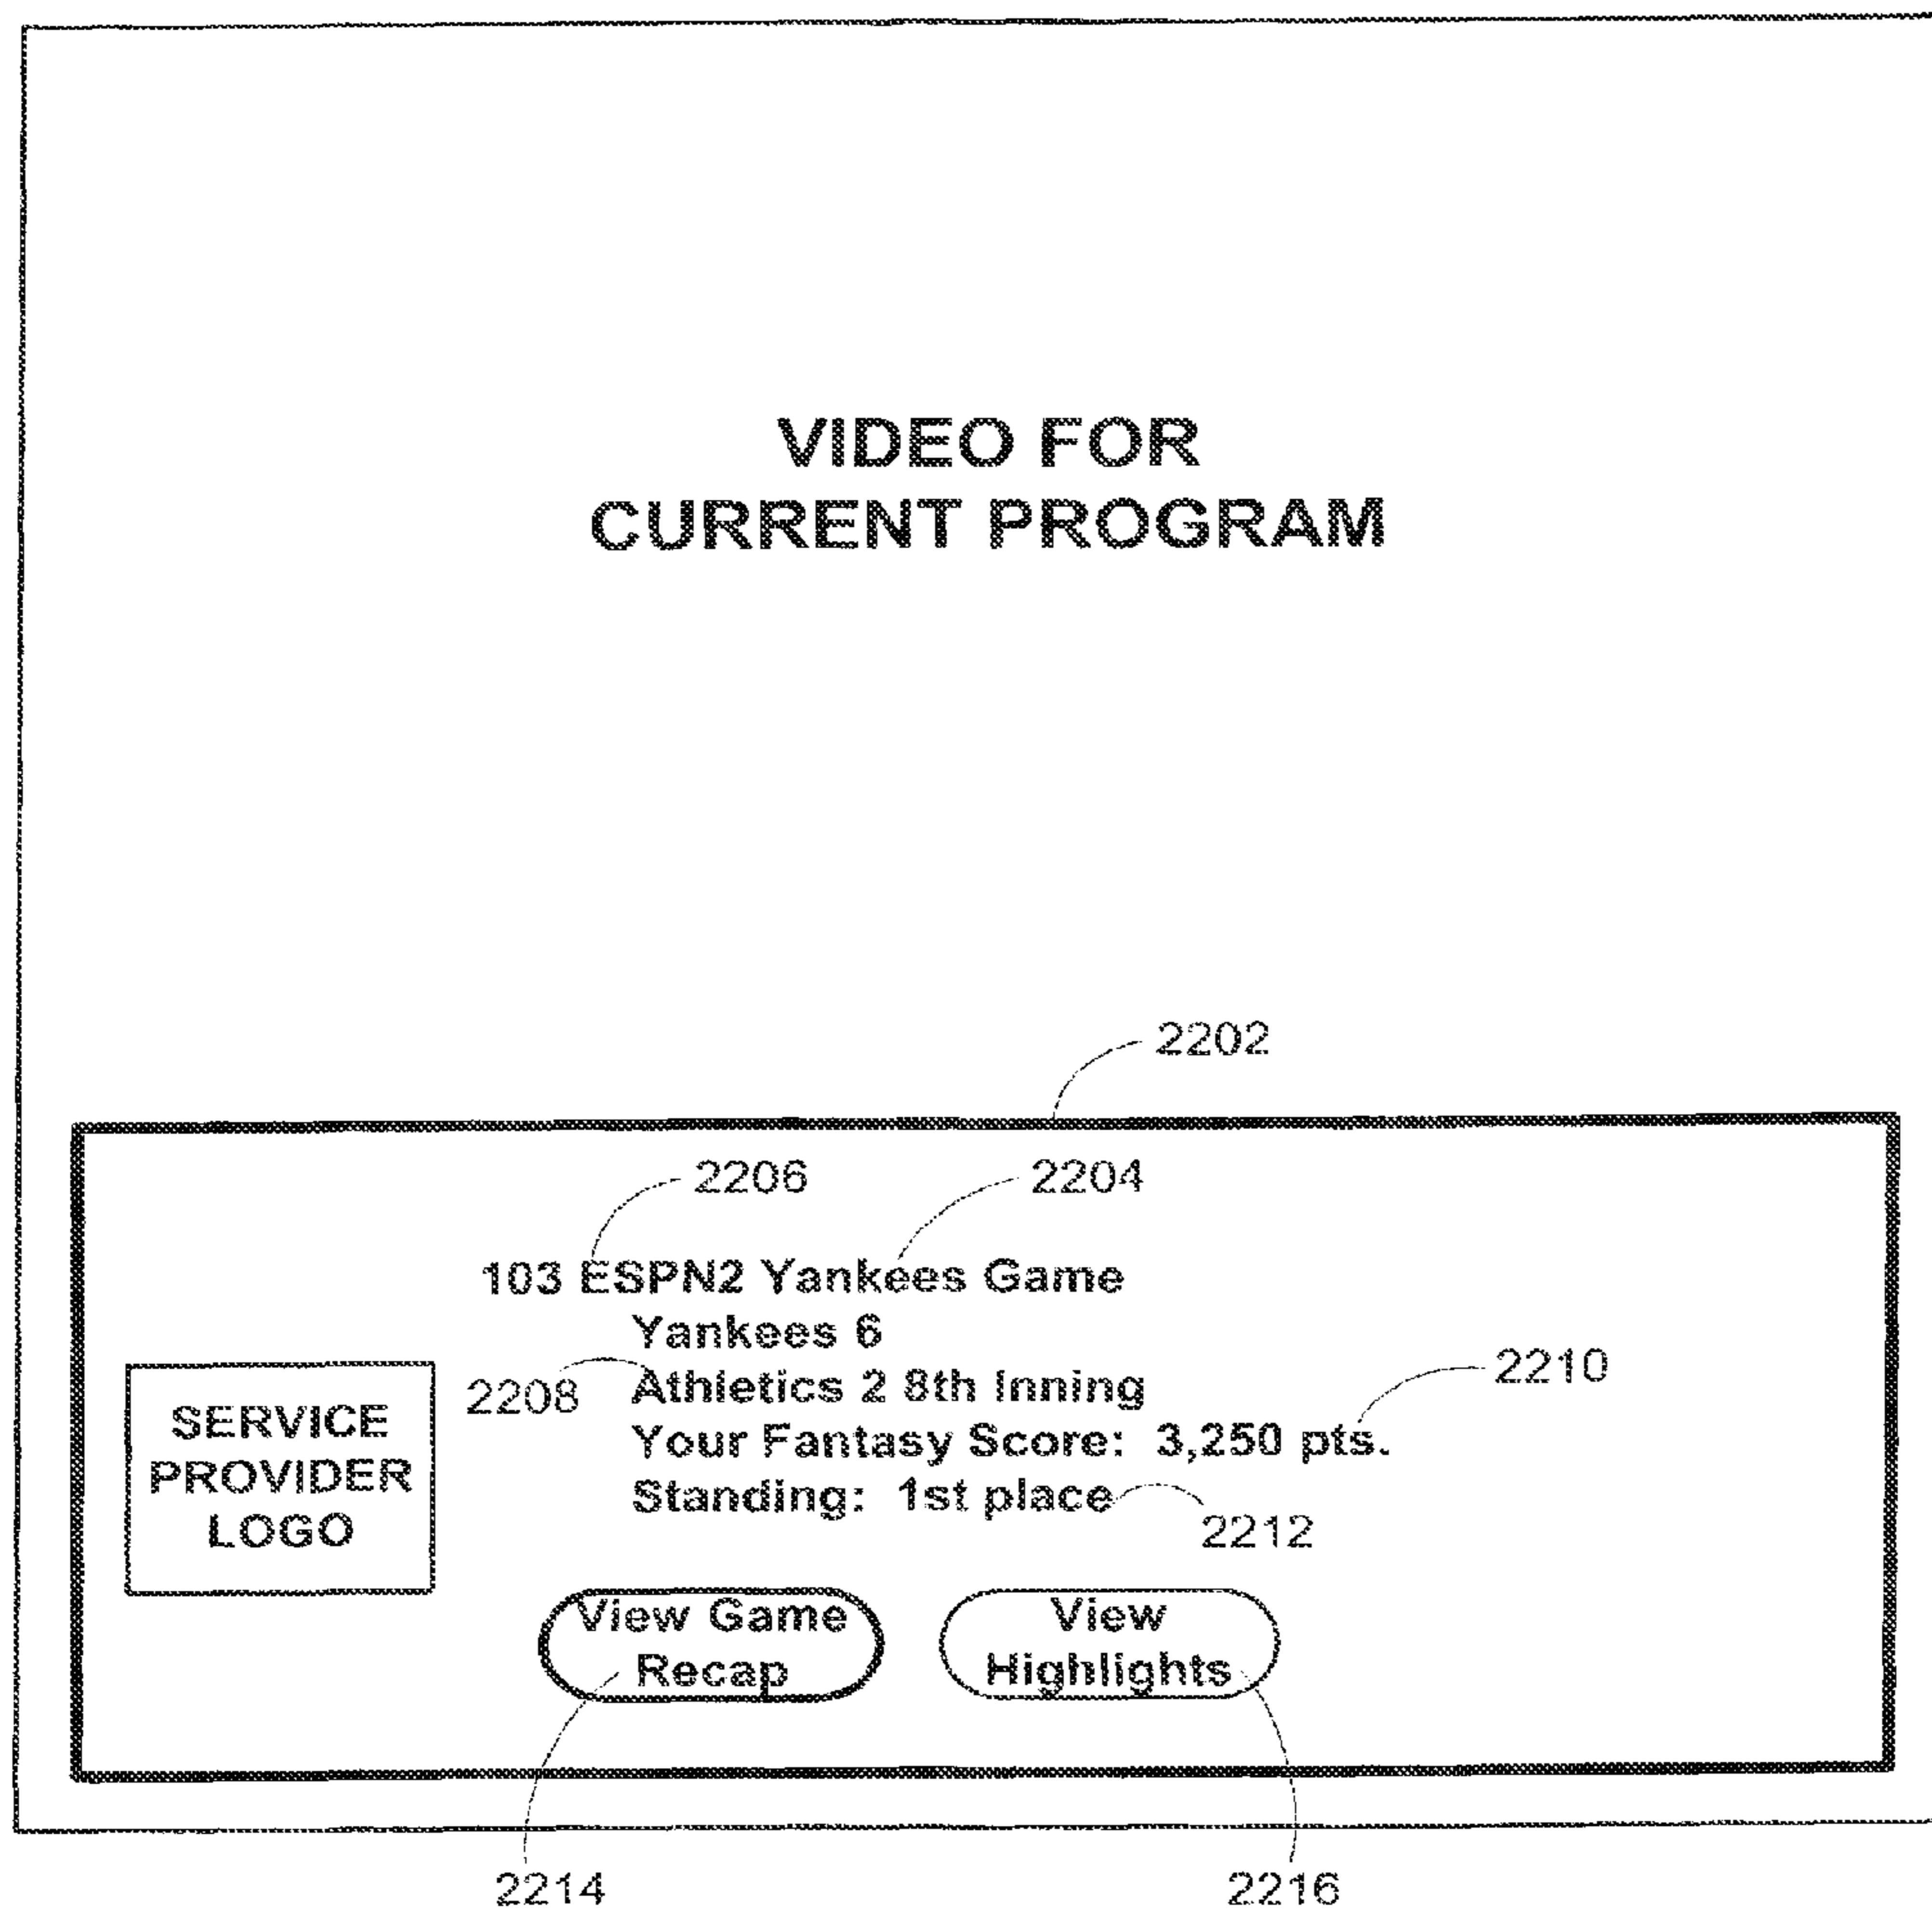 VIDEO FOR
CURRENT PROGRAM
2202
2206
2204
103 ESPN2 Yankees Game
Yankees 6
2208
Athletics 2 8th Inning
2210
Your Fantasy Score: 3,250 pts.
Standing: 1st place
2212
SERVICE
PROVIDER
LOGO
View Game
Recap
View
Highlights
2214
2216